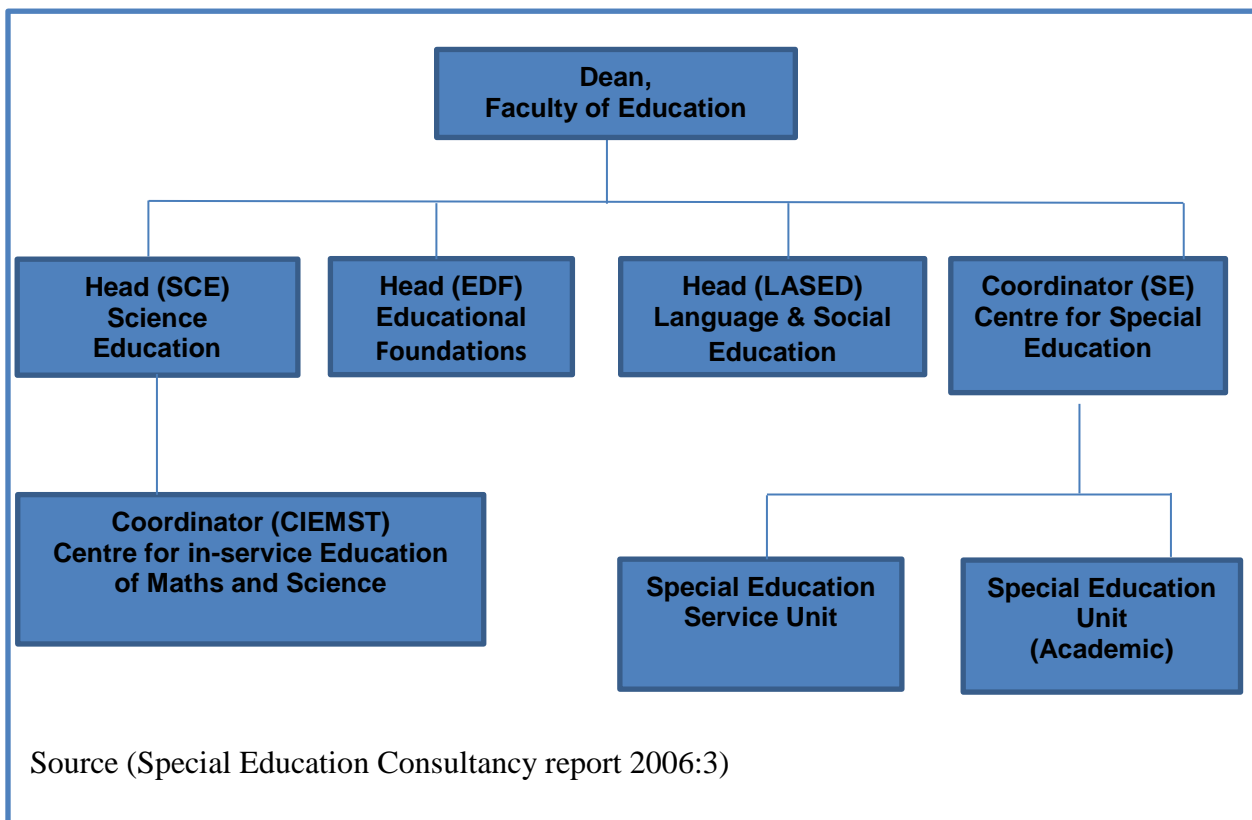 Dean,
Faculty of Education
Head (SCE)
Science
Education
Head (EDF)
Educational
Foundations
Head (LASED)
Language & Social
Education
Coordinator (SE)
Centre for Special
Education
Coordinator (CIEMST)
Centre for in-service Education
of Maths and Science
Special Education
Service Unit
Special Education
Unit
(Academic)
Source (Special Education Consultancy report 2006:3)